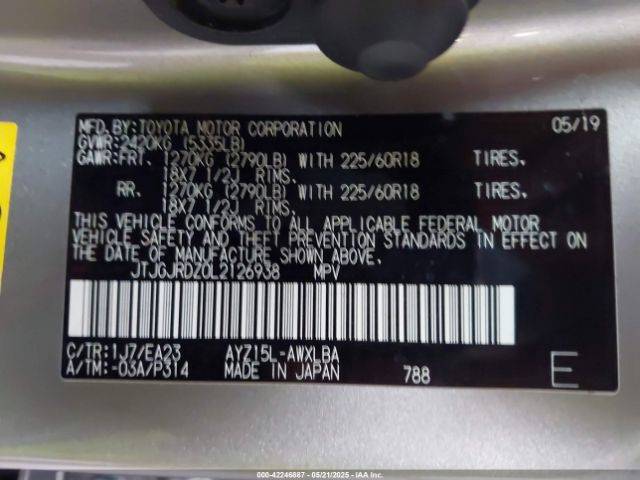 MFD.BY:TOYOTA MOTOR CORPORATION 05/19
GVWR:2420KG (5335LB)
GAWR:FRT. 1270KG (2790LB) WITH 225/60R18 TIRES,
18X7 1/2J RIMS,
RR. 1270KG (2790LB) WITH 225/60R18 TIRES,
18X7 1/2J RIMS,
THIS VEHICLE CONFORMS TO ALL APPLICABLE FEDERAL MOTOR
VEHICLE SAFETY AND THEFT PREVENTION STANDARDS IN EFFECT ON
THE DATE OF MANUFACTURE SHOWN ABOVE.
JTJGJRDZ0L2126938 MPV
C/TR:1J7/EA23 AYZ15L-AWXLBA
A/TM:-03A/P314 MADE IN JAPAN 788 E
000-42246887 - 05/21/2025 - IAAI.com